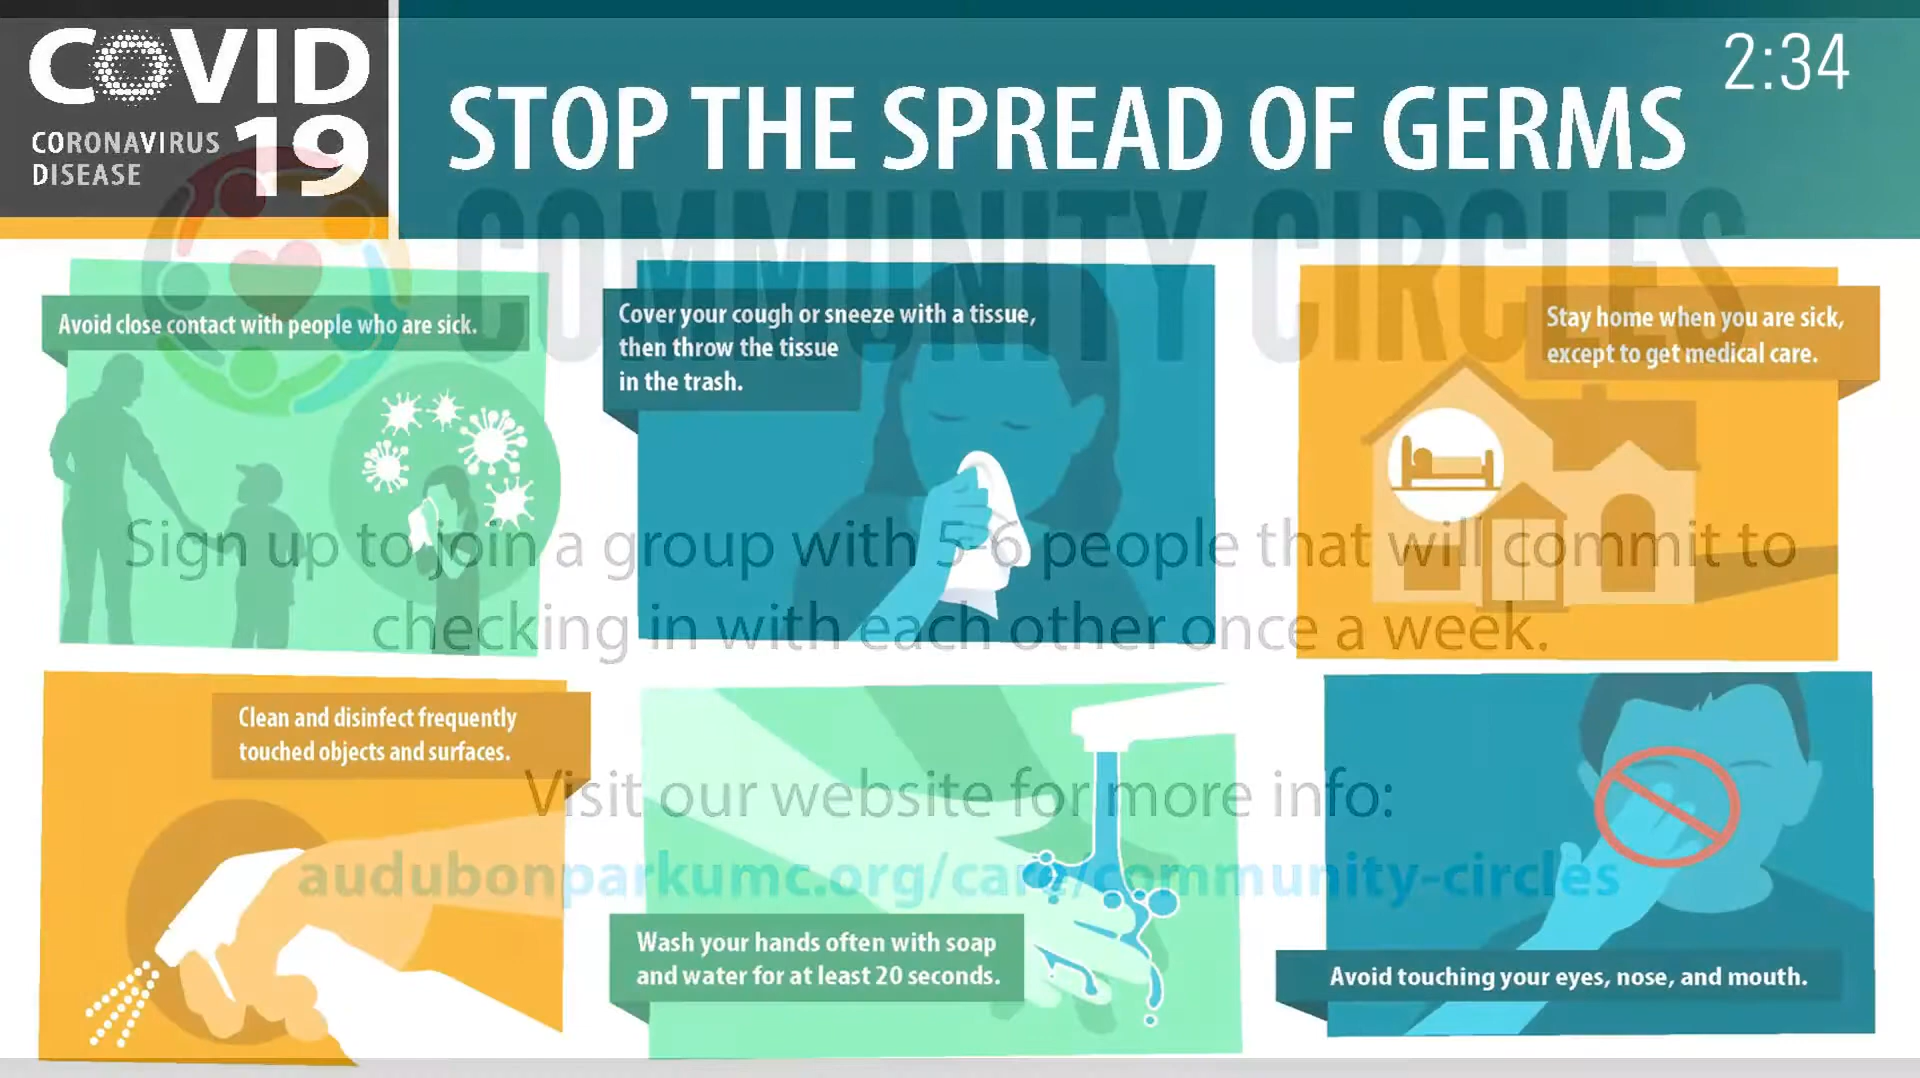 COVID
CORONAVIRUS
DISEASE
19
STOP THE SPREAD OF GERMS
2:34
COMMUNITY CIRCLES
Avoid close contact with people who are sick.
Cover your cough or sneeze with a tissue,
then throw the tissue
in the trash.
Stay home when you are sick,
except to get medical care.
Sign up to join a group with 5-6 people that will commit to
checking in with each other once a week.
Clean and disinfect frequently
touched objects and surfaces.
Visit our website for more info:
audubonparkumc.org/care/community-circles
Wash your hands often with soap
and water for at least 20 seconds.
Avoid touching your eyes, nose, and mouth.